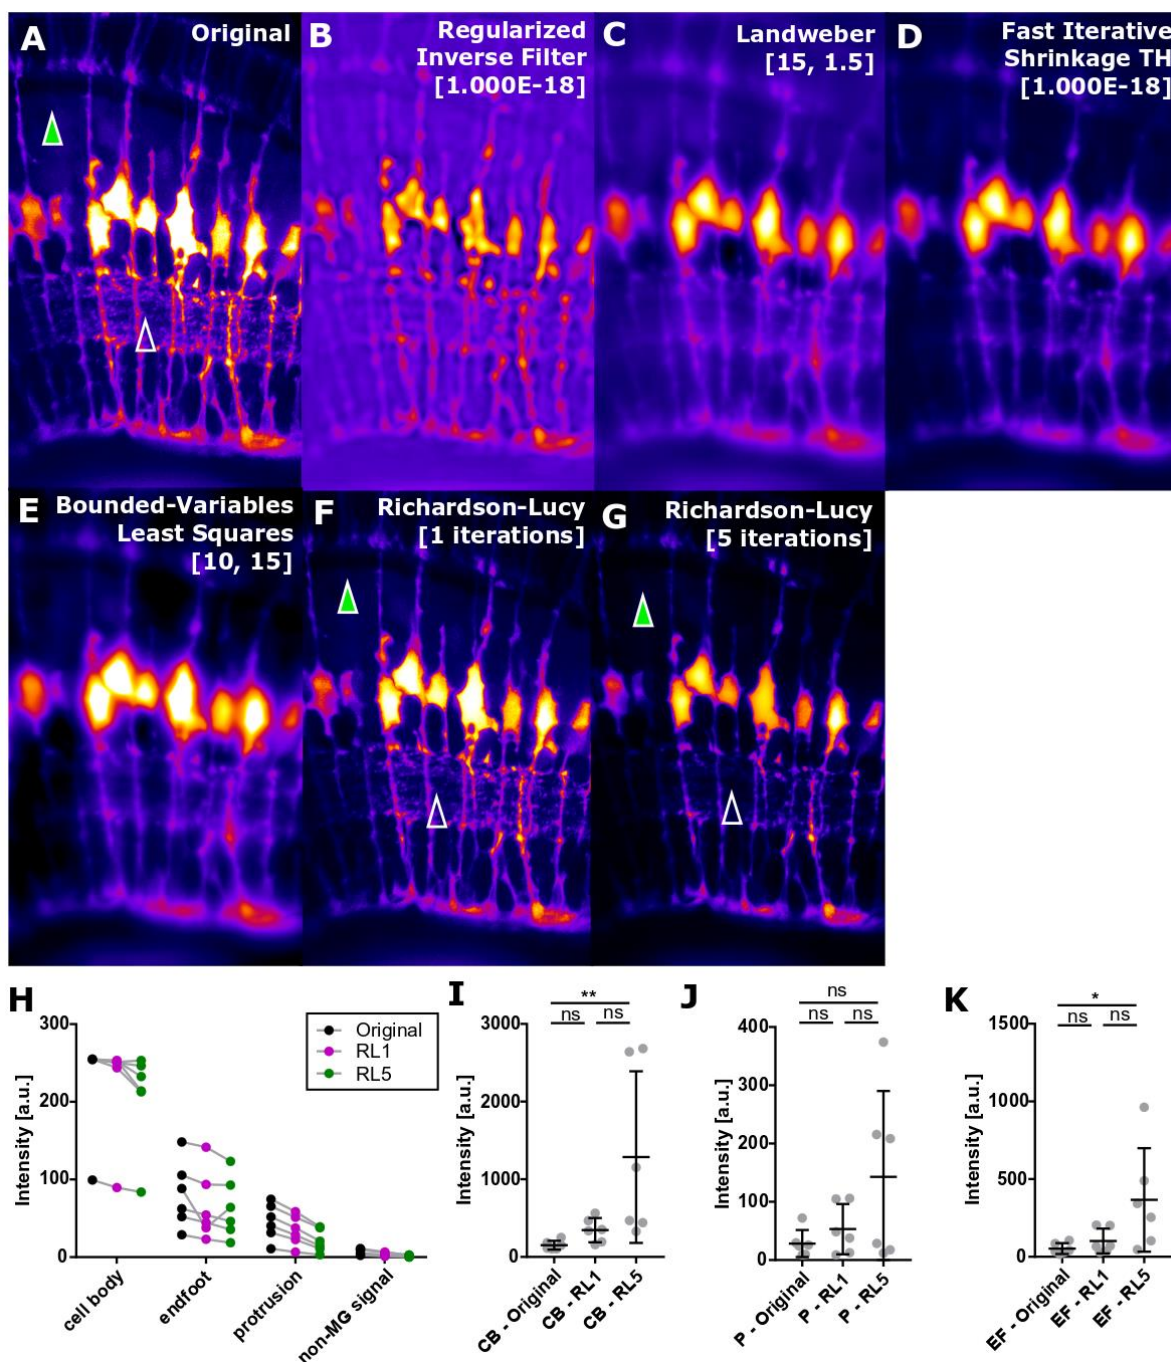 A
Original
B
Regularized
Inverse Filter
[1.000E-18]
C
Landweber
[15, 1.5]
D
Fast Iterative
Shrinkage TH
[1.000E-18]
E
Bounded-Variables
Least Squares
[10, 15]
F
Richardson-Lucy
[1 iterations]
G
Richardson-Lucy
[5 iterations]
H
Intensity [a.u.]
300
200
100
0
Original
RL1
RL5
cell body
endfoot
protrusion
non-MG signal
I
Intensity [a.u.]
3000
2000
1000
0
**
ns
ns
CB - Original
CB - RL1
CB - RL5
J
Intensity [a.u.]
400
300
200
100
0
ns
ns
ns
P - Original
P - RL1
P - RL5
K
Intensity [a.u.]
1500
1000
500
0
*
ns
ns
EF - Original
EF - RL1
EF - RL5